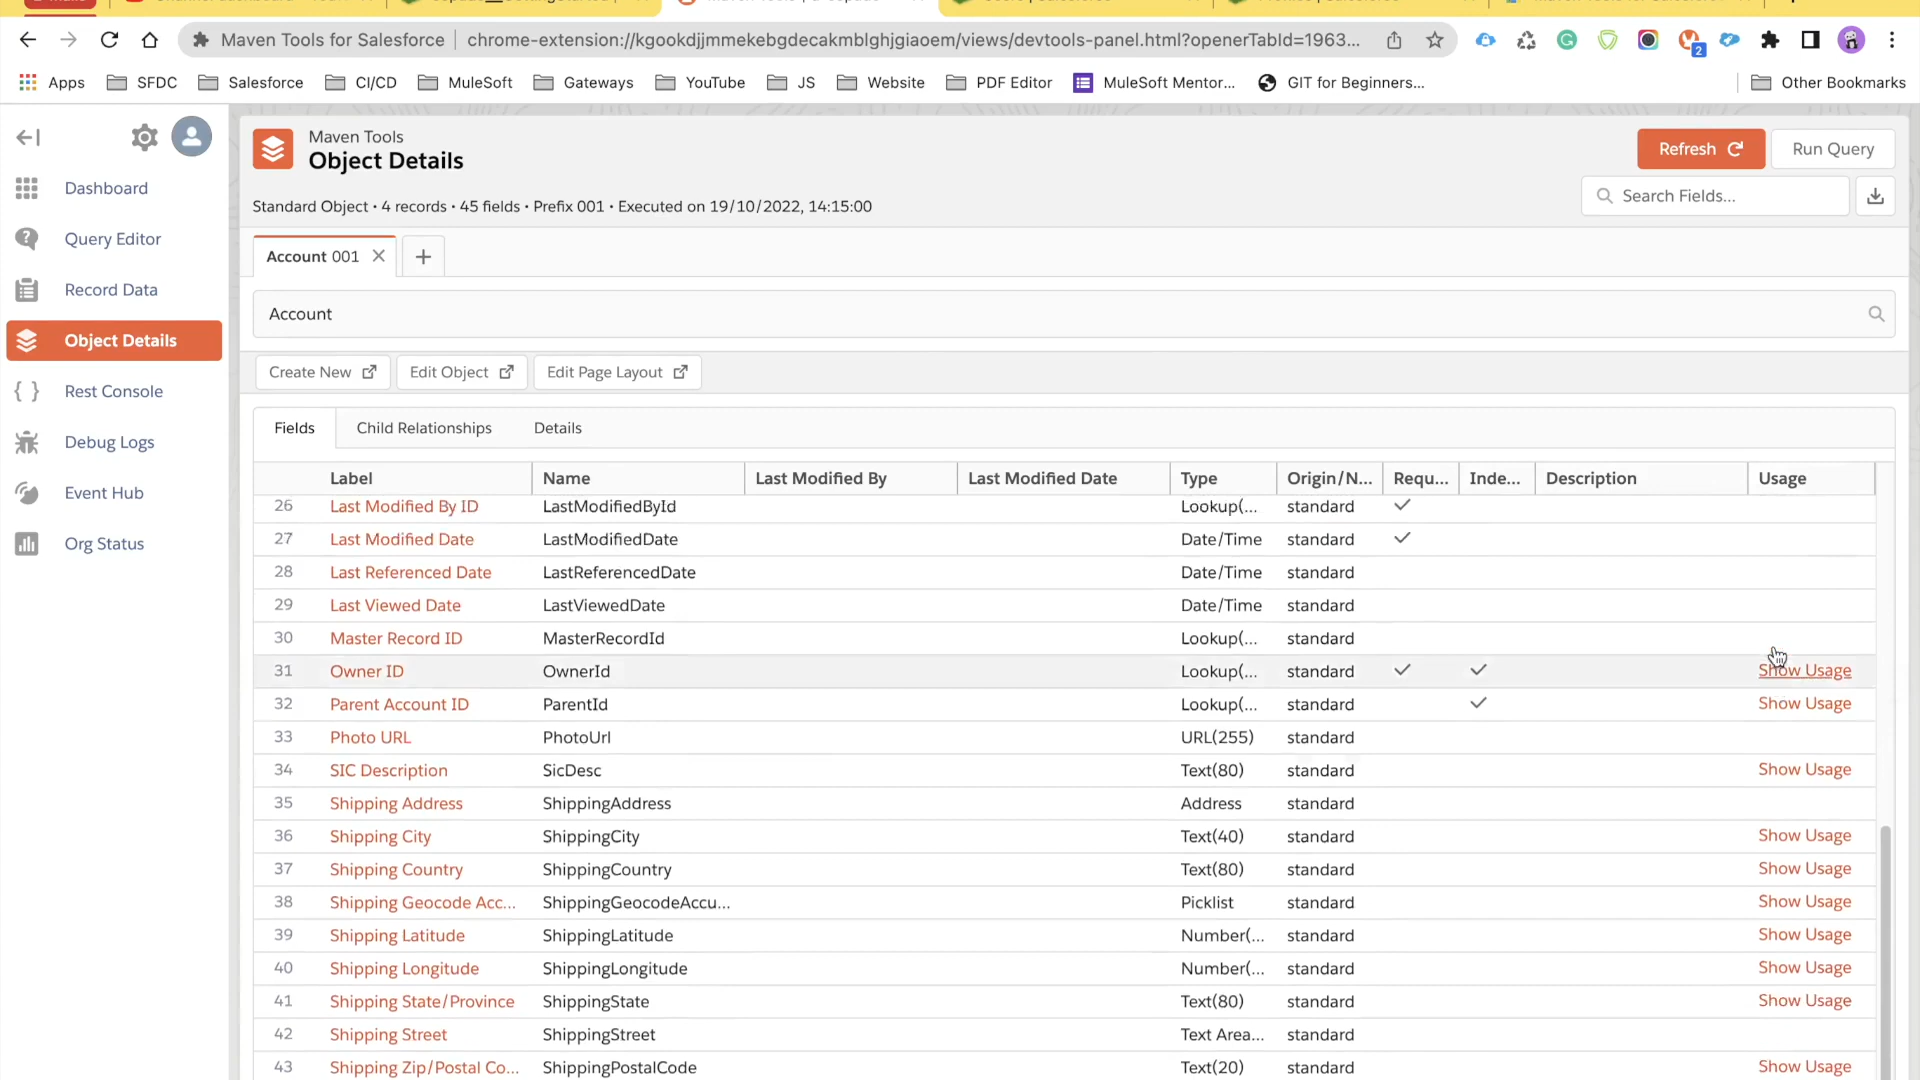 Maven Tools for Salesforce
chrome-extension://kgookdjjmmekebgdecakmblghjgiaoem/views/devtools-panel.html?openerTabId=1963...
2
Apps
SFDC
Salesforce
CI/CD
MuleSoft
Gateways
YouTube
JS
Website
PDF Editor
MuleSoft Mentor...
GIT for Beginners...
Other Bookmarks
Dashboard
Query Editor
Record Data
Object Details
Rest Console
Debug Logs
Event Hub
Org Status
Maven Tools
Object Details
Refresh
Run Query
Standard Object • 4 records • 45 fields • Prefix 001 • Executed on 19/10/2022, 14:15:00
Search Fields...
Account 001
Account
Create New
Edit Object
Edit Page Layout
Fields Child Relationships Details
Label Name Last Modified By Last Modified Date Type Origin/N... Requ... Inde... Description Usage
26 Last Modified By ID LastModifiedById Lookup(... standard
27 Last Modified Date LastModifiedDate Date/Time standard
28 Last Referenced Date LastReferencedDate Date/Time standard
29 Last Viewed Date LastViewedDate Date/Time standard
30 Master Record ID MasterRecordId Lookup(... standard
31 Owner ID OwnerId Lookup(... standard Show Usage
32 Parent Account ID ParentId Lookup(... standard Show Usage
33 Photo URL PhotoUrl URL(255) standard
34 SIC Description SicDesc Text(80) standard Show Usage
35 Shipping Address ShippingAddress Address standard
36 Shipping City ShippingCity Text(40) standard Show Usage
37 Shipping Country ShippingCountry Text(80) standard Show Usage
38 Shipping Geocode Acc... ShippingGeocodeAccu... Picklist standard Show Usage
39 Shipping Latitude ShippingLatitude Number(... standard Show Usage
40 Shipping Longitude ShippingLongitude Number(... standard Show Usage
41 Shipping State/Province ShippingState Text(80) standard Show Usage
42 Shipping Street ShippingStreet Text Area... standard
43 Shipping Zip/Postal Co... ShippingPostalCode Text(20) standard Show Usage